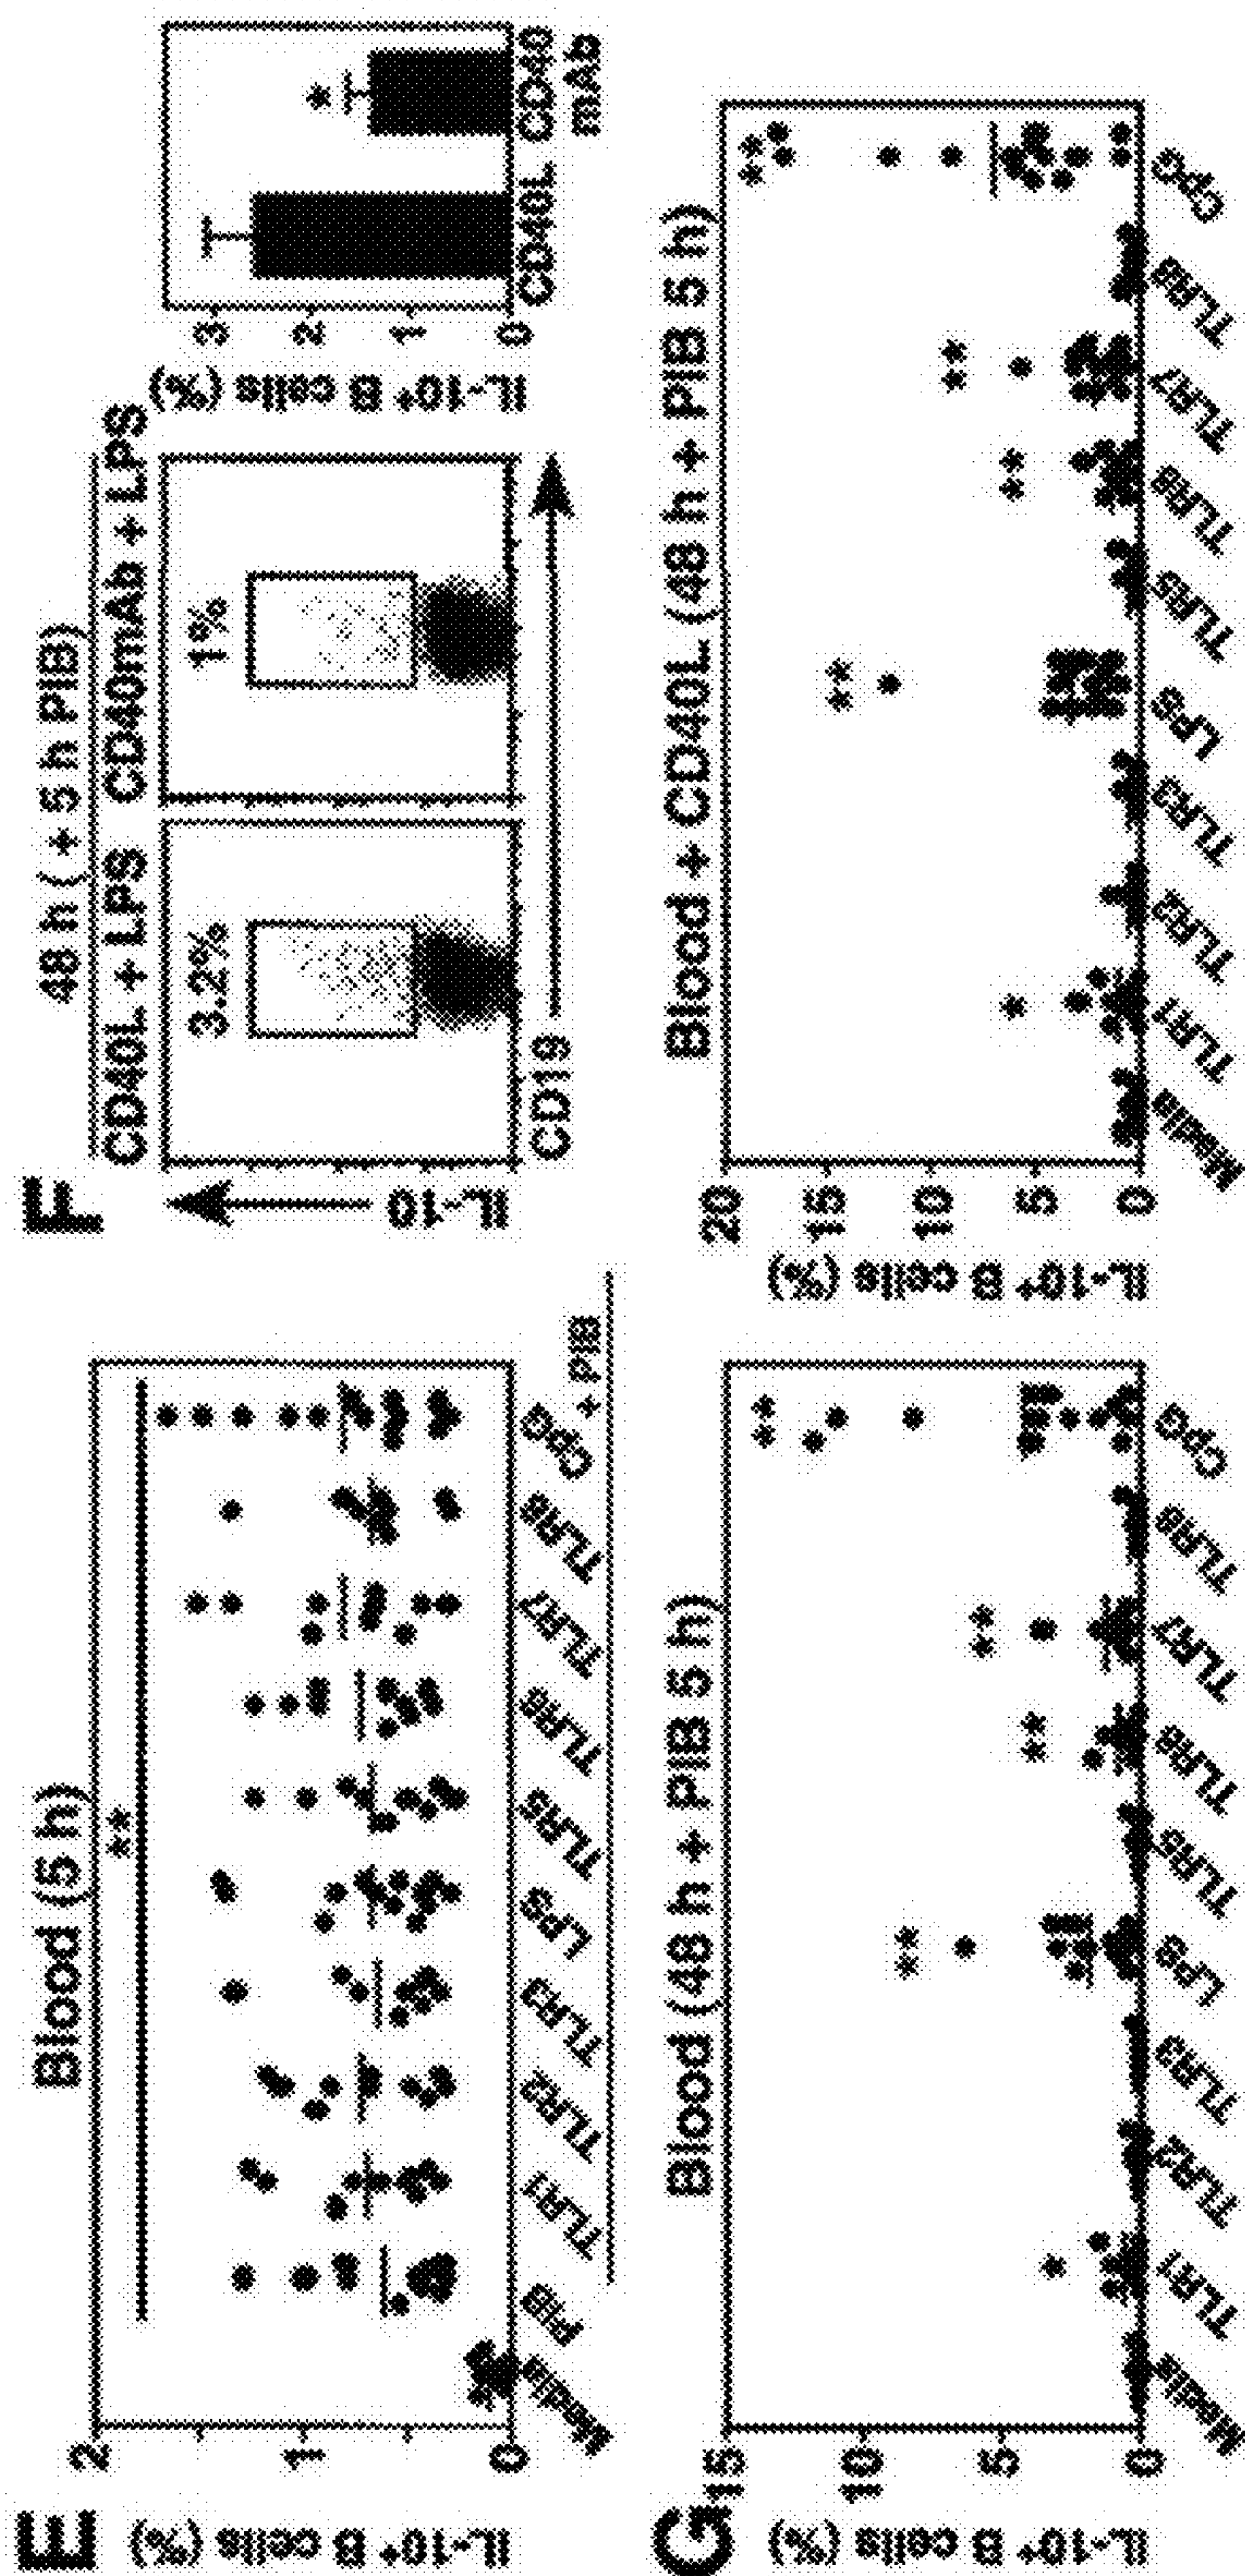 E
Blood (5 h)
**
IL-10+ B cells (%)
2
1
0
Media
PIB
TLR1
TLR2
TLR3
LPS
TLR5
TLR6
TLR7
TLR8
CpG
+ PIB
F
48 h ( + 5 h PIB)
CD40L + LPS CD40mAb + LPS
3.2%
1%
IL-10
CD19
IL-10+ B cells (%)
3
2
1
0
*
CD40L
CD40
mAb
G
Blood (48 h + PIB 5 h)
IL-10+ B cells (%)
15
10
5
0
*
**
**
**
**
Media
TLR1
TLR2
TLR3
LPS
TLR5
TLR6
TLR7
TLR8
CpG
Blood + CD40L (48 h + PIB 5 h)
IL-10+ B cells (%)
20
15
10
5
0
*
**
**
**
**
Media
TLR1
TLR2
TLR3
LPS
TLR5
TLR6
TLR7
TLR8
CpG